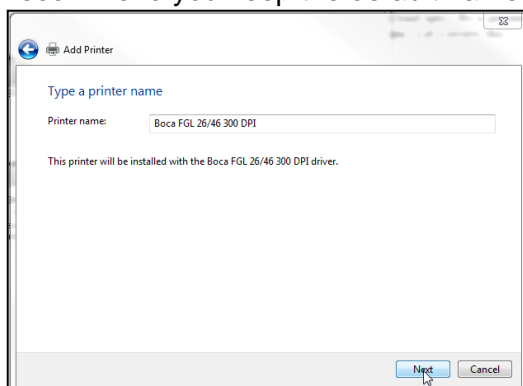 Add Printer
Type a printer name
Printer name: Boca FGL 26/46 300 DPI
This printer will be installed with the Boca FGL 26/46 300 DPI driver.
Next Cancel